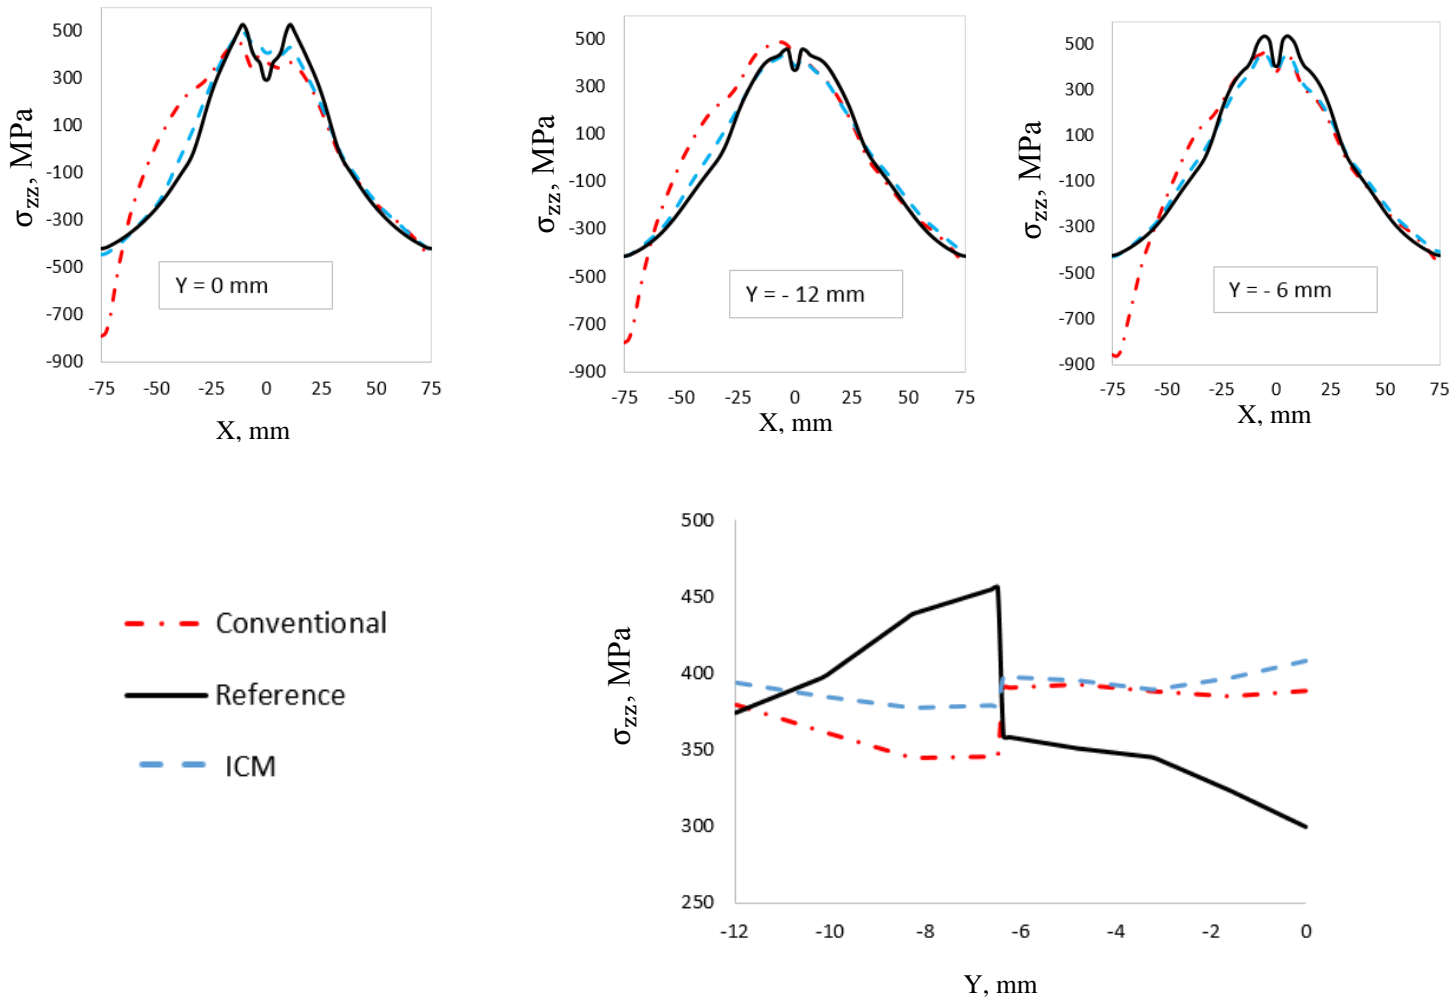 σzz, MPa
500
300
100
-100
-300
-500
-700
-900
Y = 0 mm
-75 -50 -25 0 25 50 75
X, mm
σzz, MPa
500
300
100
-100
-300
-500
-700
-900
Y = - 12 mm
-75 -50 -25 0 25 50 75
X, mm
σzz, MPa
500
300
100
-100
-300
-500
-700
-900
Y = - 6 mm
-75 -50 -25 0 25 50 75
X, mm
Conventional
Reference
ICM
σzz, MPa
500
450
400
350
300
250
-12 -10 -8 -6 -4 -2 0
Y, mm